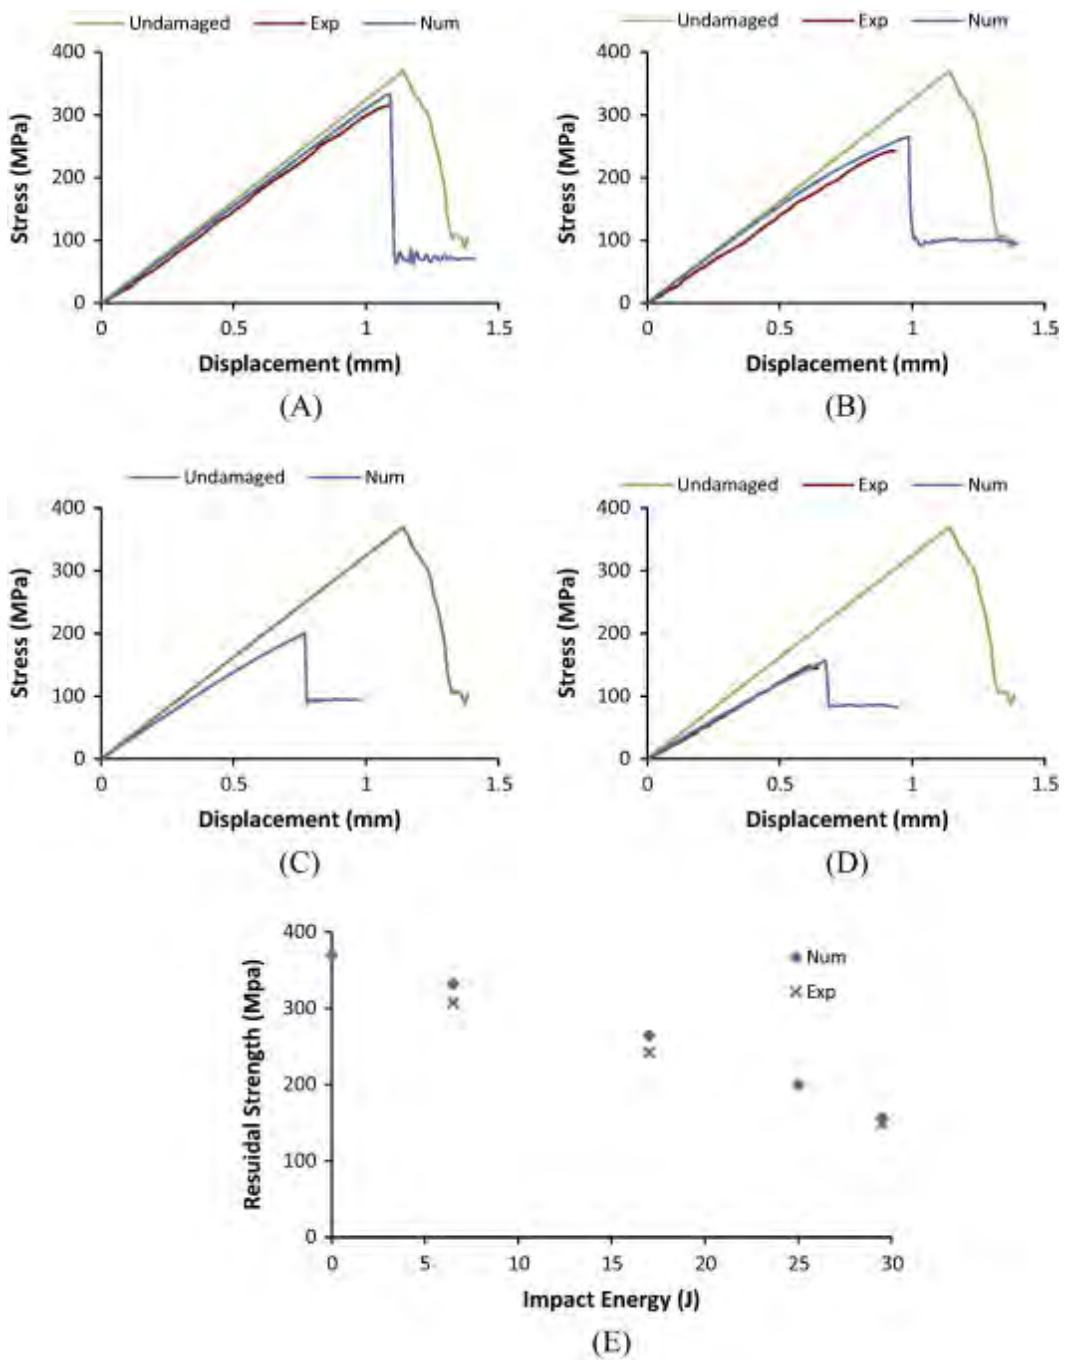 Undamaged Exp Num
400
300
200
100
0
Stress (MPa)
0 0.5 1 1.5
Displacement (mm)
(A)
Undamaged Exp Num
400
300
200
100
0
Stress (MPa)
0 0.5 1 1.5
Displacement (mm)
(B)
Undamaged Num
400
300
200
100
0
Stress (MPa)
0 0.5 1 1.5
Displacement (mm)
(C)
Undamaged Exp Num
400
300
200
100
0
Stress (MPa)
0 0.5 1 1.5
Displacement (mm)
(D)
400
300
200
100
0
Resuidal Strength (Mpa)
Num
Exp
0 5 10 15 20 25 30
Impact Energy (J)
(E)